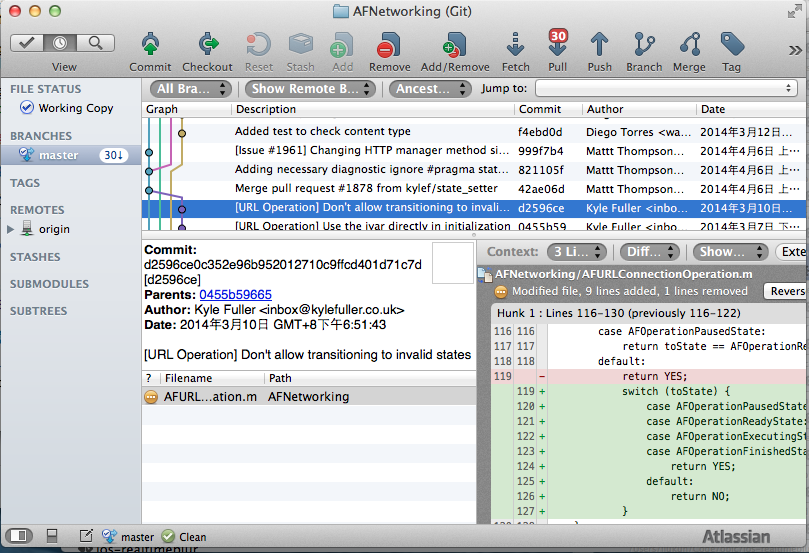 AFNetworking (Git)
View
Commit
Checkout
Reset
Stash
Add
Remove
Add/Remove
Fetch
30
Pull
Push
Branch
Merge
Tag
All Bra...
Show Remote B...
Ancest...
Jump to:
FILE STATUS
Working Copy
BRANCHES
master 30↓
TAGS
REMOTES
origin
STASHES
SUBMODULES
SUBTREES
Graph Description Commit Author Date
Added test to check content type f4ebd0d Diego Torres <wa... 2014年3月12日...
[Issue #1961] Changing HTTP manager method si... 999f7b4 Mattt Thompson... 2014年4月6日 上...
Adding necessary diagnostic ignore #pragma stat... 821105f Mattt Thompson... 2014年4月6日 上...
Merge pull request #1878 from kylef/state_setter 42ae06d Mattt Thompson... 2014年4月6日 上...
[URL Operation] Don't allow transitioning to invali... d2596ce Kyle Fuller <inbo... 2014年3月10日...
[URL Operation] Use the ivar directly in initialization 0455b59 Kyle Fuller <inbo... 2014年3月7日 下...
Commit:
d2596ce0c352e96b952012710c9ffcd401d71c7d
[d2596ce]
Parents: 0455b59665
Author: Kyle Fuller <inbox@kylefuller.co.uk>
Date: 2014年3月10日 GMT+8下午6:51:43
[URL Operation] Don't allow transitioning to invalid states
? Filename Path
AFURL...ation.m AFNetworking
Context: 3 Li... Diff... Show... Exte
AFNetworking/AFURLConnectionOperation.m
Modified file, 9 lines added, 1 lines removed Revers
Hunk 1 : Lines 116-130 (previously 116-122)
116 116 case AFOperationPausedState:
117 117 return toState == AFOperationRe
118 118 default:
119 - return YES;
119 + switch (toState) {
120 + case AFOperationPausedState
121 + case AFOperationReadyState:
122 + case AFOperationExecutingSt
123 + case AFOperationFinishedSta
124 + return YES;
125 + default:
126 + return NO;
127 + }
master Clean
Atlassian